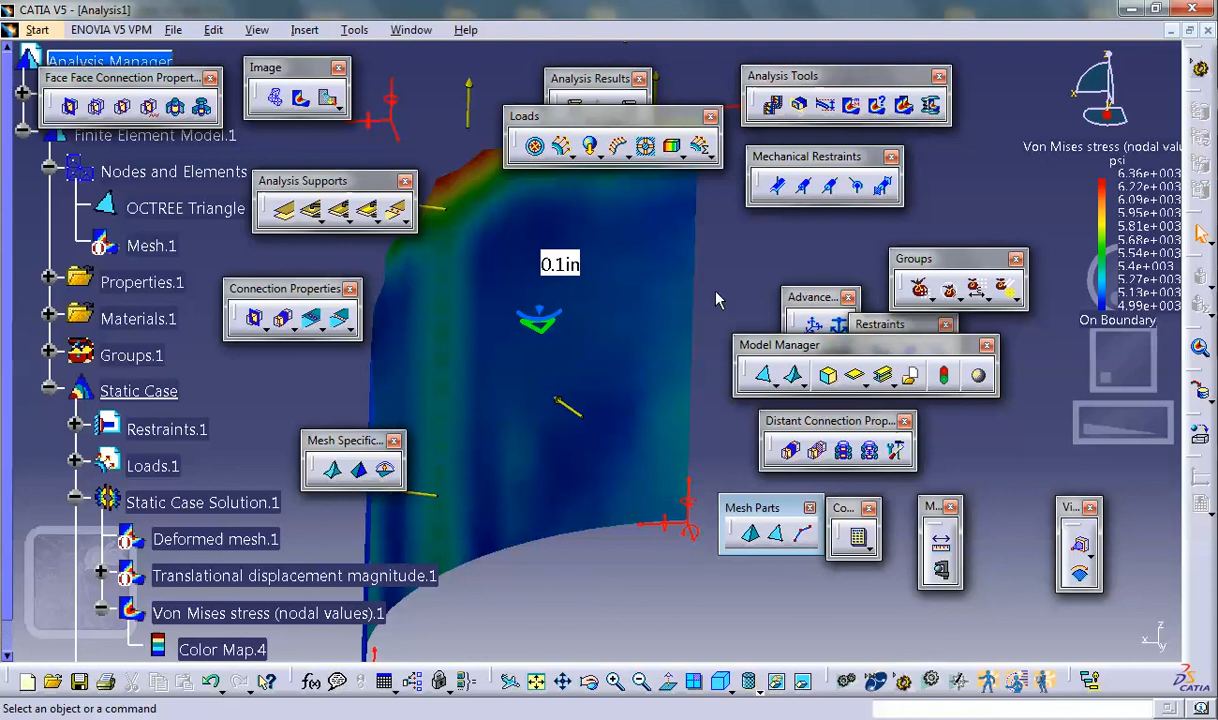 CATIA V5 - [Analysis1]
Start ENOVIA V5 VPM File Edit View Insert Tools Window Help
Analysis Manager
Face Face Connection Propert...
Image
Analysis Results
Analysis Tools
Loads
Finite Element Model.1
Nodes and Elements
OCTREE Triangle
Mesh.1
Properties.1
Materials.1
Groups.1
Static Case
Restraints.1
Loads.1
Static Case Solution.1
Deformed mesh.1
Translational displacement magnitude.1
Von Mises stress (nodal values).1
Color Map.4
Analysis Supports
Connection Properties
Mesh Specific...
0.1in
Mechanical Restraints
Groups
Advance...
Restraints
Model Manager
Distant Connection Prop...
Mesh Parts
Co...
M...
Vi...
x
z
Von Mises stress (nodal valu
psi
6.36e+003
6.22e+003
6.09e+003
5.95e+003
5.81e+003
5.68e+003
5.54e+003
5.4e+003
5.27e+003
5.13e+003
4.99e+003
On Boundary
z
x
y
f(x)
DS CATIA
Select an object or a command